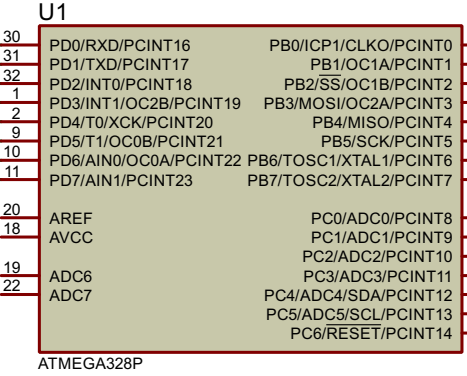 U1
30 PD0/RXD/PCINT16 PB0/ICP1/CLKO/PCINT0
31 PD1/TXD/PCINT17 PB1/OC1A/PCINT1
32 PD2/INT0/PCINT18 PB2/SS/OC1B/PCINT2
1 PD3/INT1/OC2B/PCINT19 PB3/MOSI/OC2A/PCINT3
2 PD4/T0/XCK/PCINT20 PB4/MISO/PCINT4
9 PD5/T1/OC0B/PCINT21 PB5/SCK/PCINT5
10 PD6/AIN0/OC0A/PCINT22 PB6/TOSC1/XTAL1/PCINT6
11 PD7/AIN1/PCINT23 PB7/TOSC2/XTAL2/PCINT7
20 AREF PC0/ADC0/PCINT8
18 AVCC PC1/ADC1/PCINT9
PC2/ADC2/PCINT10
19 ADC6 PC3/ADC3/PCINT11
22 ADC7 PC4/ADC4/SDA/PCINT12
PC5/ADC5/SCL/PCINT13
PC6/RESET/PCINT14
ATMEGA328P